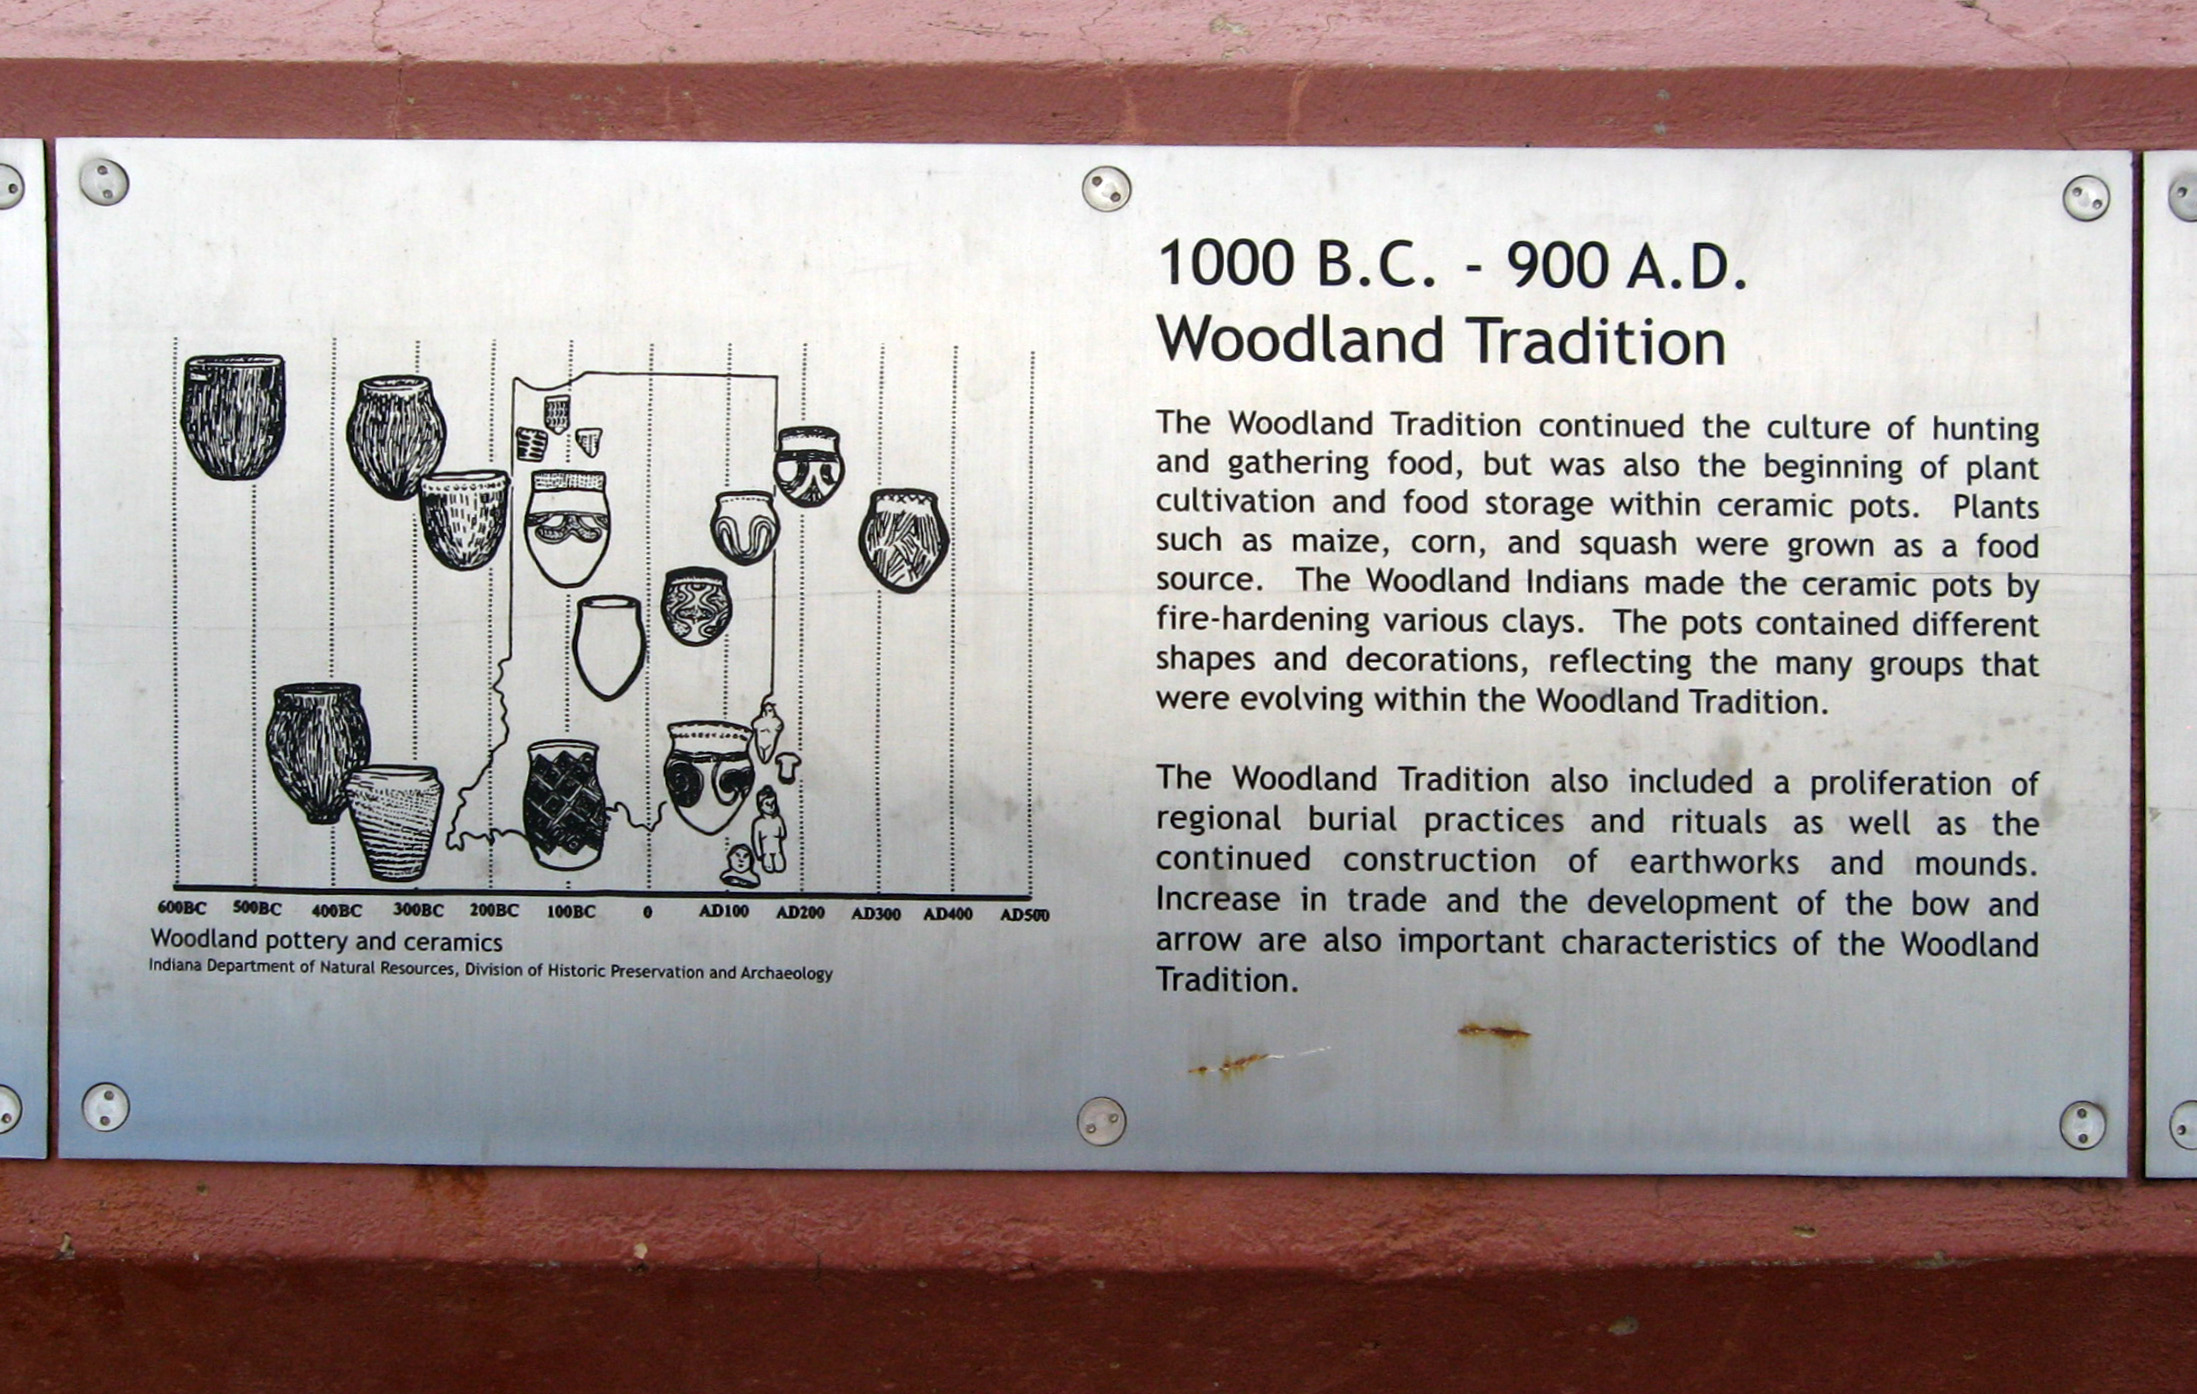 1000 B.C. - 900 A.D.
Woodland Tradition
The Woodland Tradition continued the culture of hunting
and gathering food, but was also the beginning of plant
cultivation and food storage within ceramic pots. Plants
such as maize, corn, and squash were grown as a food
source. The Woodland Indians made the ceramic pots by
fire-hardening various clays. The pots contained different
shapes and decorations, reflecting the many groups that
were evolving within the Woodland Tradition.
The Woodland Tradition also included a proliferation of
regional burial practices and rituals as well as the
continued construction of earthworks and mounds.
Increase in trade and the development of the bow and
arrow are also important characteristics of the Woodland
Tradition.
600BC 500BC 400BC 300BC 200BC 100BC 0 AD100 AD200 AD300 AD400 AD500
Woodland pottery and ceramics
Indiana Department of Natural Resources, Division of Historic Preservation and Archaeology